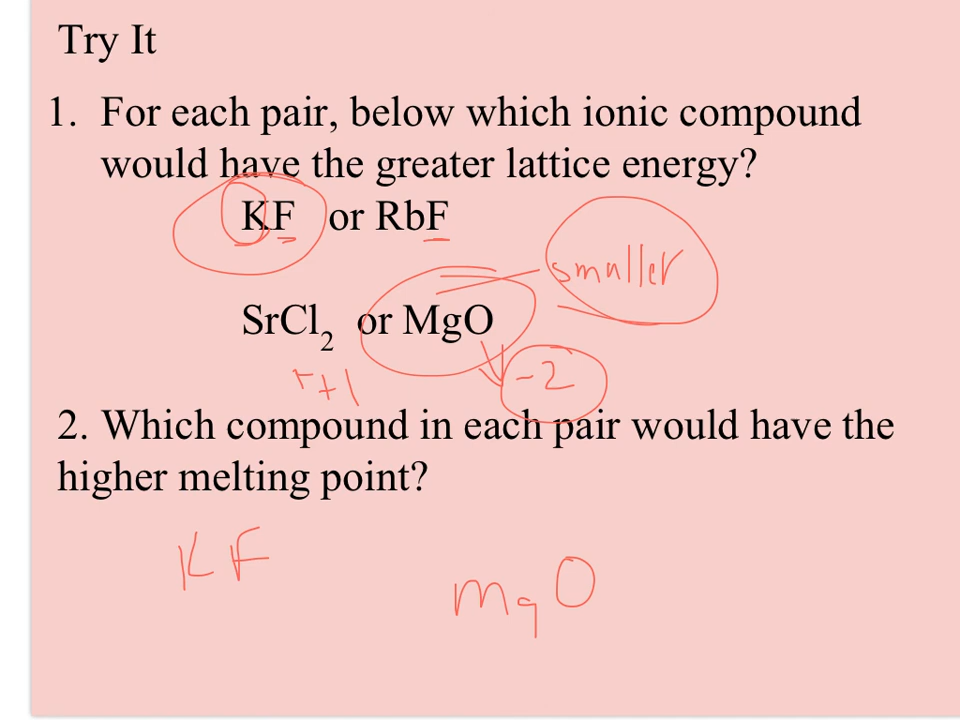 Try It
1. For each pair, below which ionic compound
would have the greater lattice energy?
KF or RbF
smaller
SrCl₂ or MgO
-2
2. Which compound in each pair would have the
higher melting point?
KF
MgO